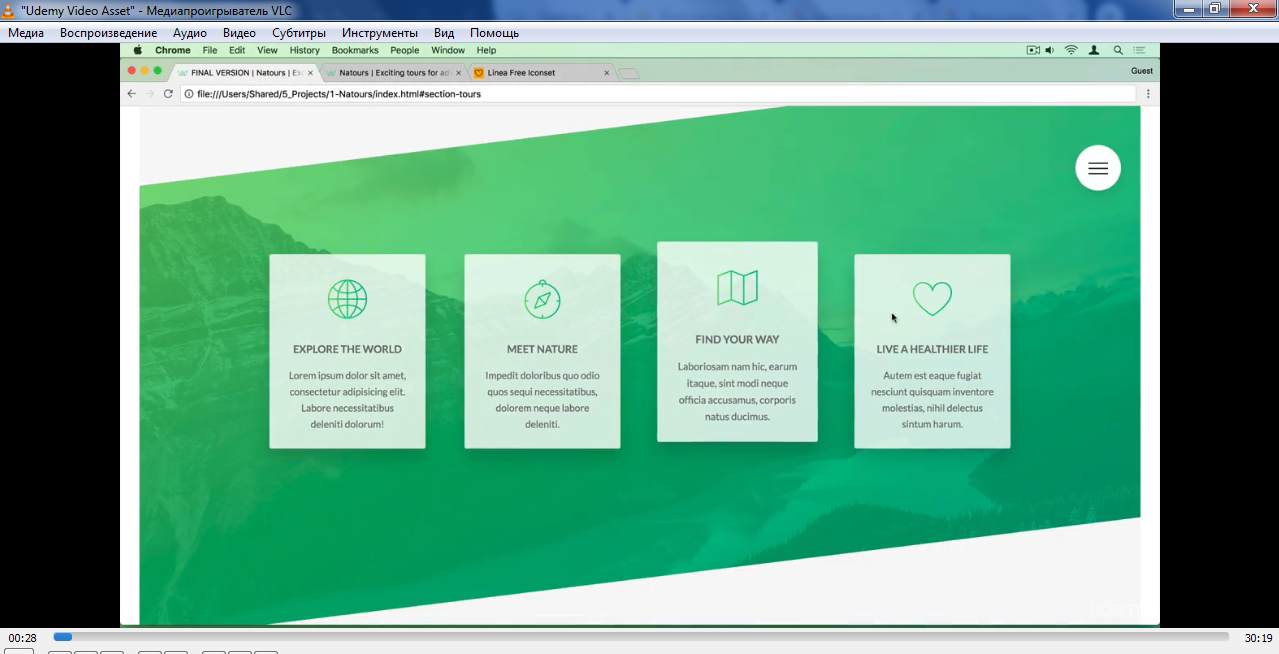 "Udemy Video Asset" - Медиапроигрыватель VLC
Медиа Воспроизведение Аудио Видео Субтитры Инструменты Вид Помощь
Chrome File Edit View History Bookmarks People Window Help
FINAL VERSION | Natours | Exc Natours | Exciting tours for adv Linea Free Iconset Guest
file:///Users/Shared/5_Projects/1-Natours/index.html#section-tours
EXPLORE THE WORLD
Lorem ipsum dolor sit amet,
consectetur adipisicing elit.
Labore necessitatibus
deleniti dolorum!
MEET NATURE
Impedit doloribus quo odio
quos sequi necessitatibus,
dolorem neque labore
deleniti.
FIND YOUR WAY
Laboriosam nam hic, earum
itaque, sint modi neque
officia accusamus, corporis
natus ducimus.
LIVE A HEALTHIER LIFE
Autem est eaque fugiat
nesciunt quisquam inventore
molestias, nihil delectus
sintum harum.
udemy
00:28 30:19